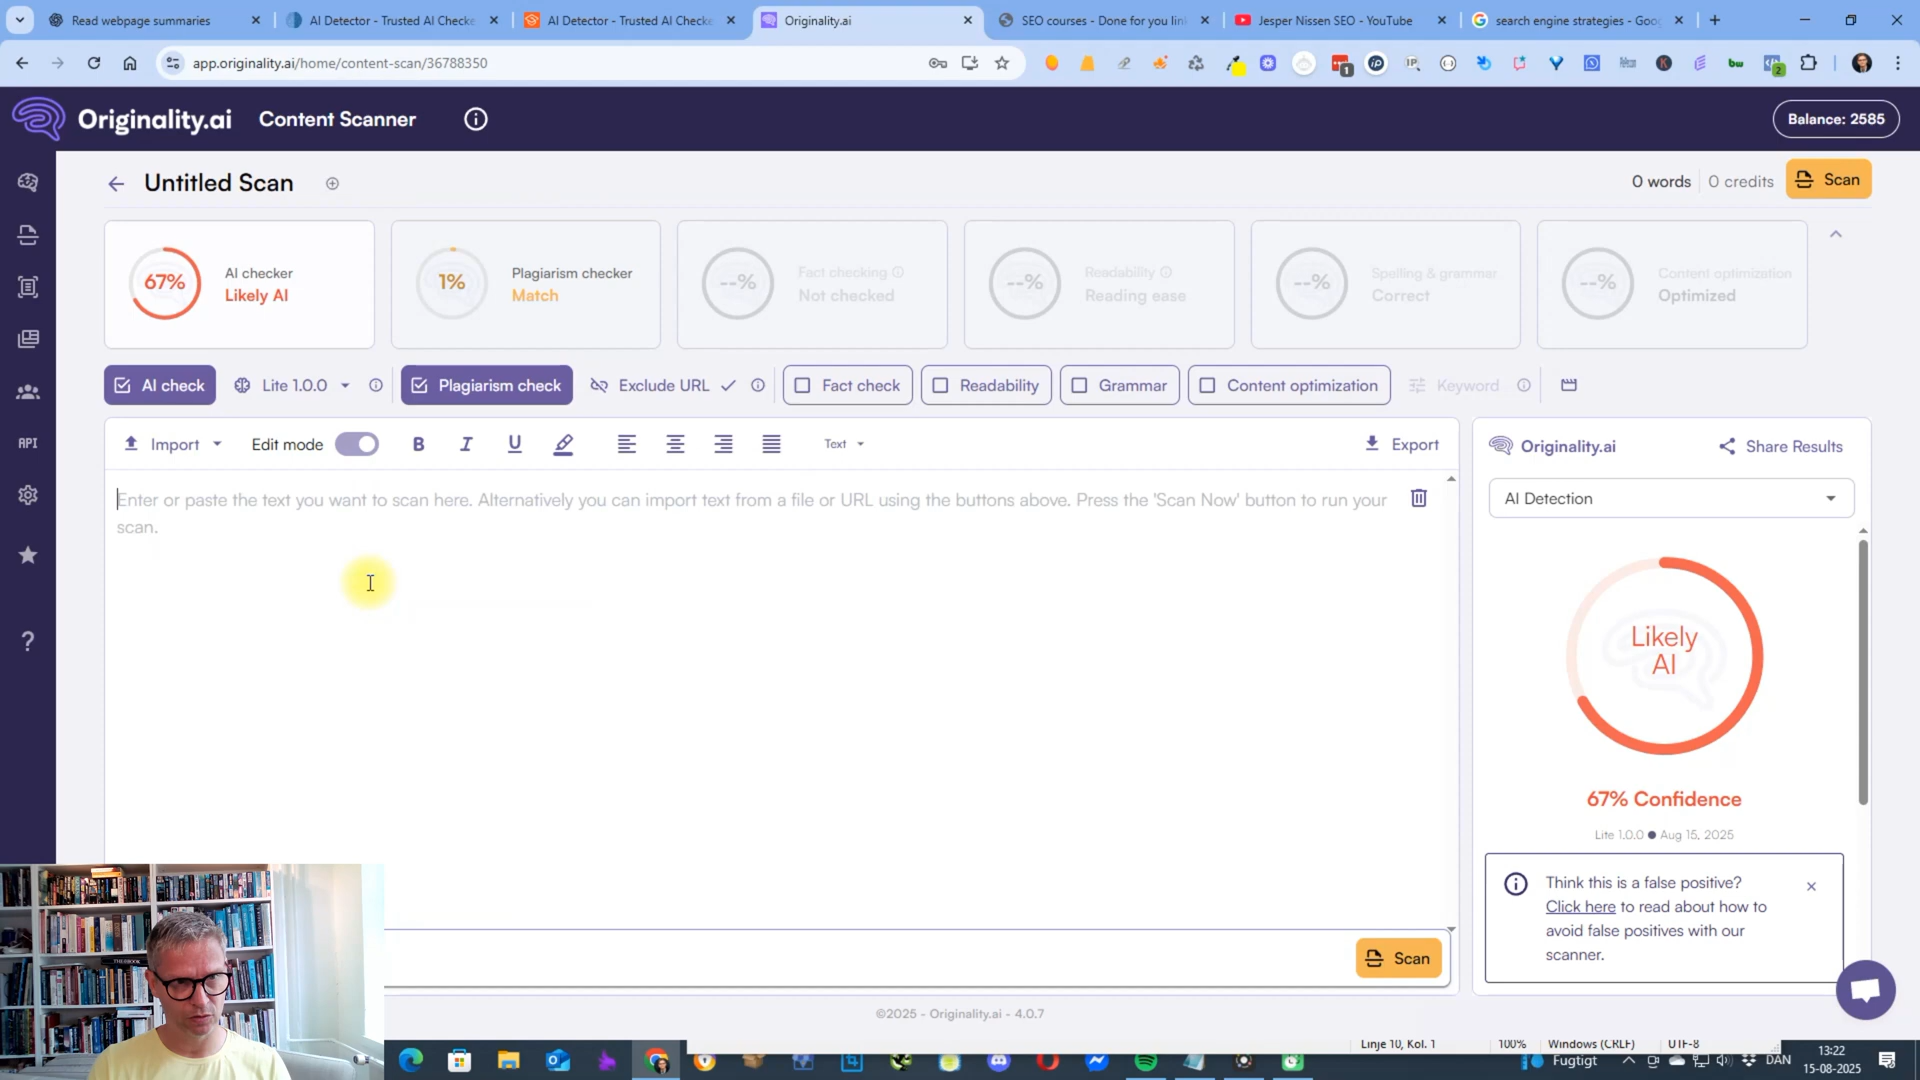 Read webpage summaries
AI Detector - Trusted AI Checke
AI Detector - Trusted AI Checke
Originality.ai
SEO courses - Done for you lin
Jesper Nissen SEO - YouTube
search engine strategies - Goo
app.originality.ai/home/content-scan/36788350
Originality.ai
Content Scanner
Balance: 2585
Untitled Scan
0 words
0 credits
Scan
67%
AI checker
Likely AI
1%
Plagiarism checker
Match
--%
Fact checking
Not checked
--%
Readability
Reading ease
--%
Spelling & grammar
Correct
--%
Content optimization
Optimized
AI check
Lite 1.0.0
Plagiarism check
Exclude URL
Fact check
Readability
Grammar
Content optimization
Keyword
Import
Edit mode
B
I
U
Text
Export
Originality.ai
Share Results
API
Enter or paste the text you want to scan here. Alternatively you can import text from a file or URL using the buttons above. Press the 'Scan Now' button to run your
scan.
AI Detection
Likely
AI
67% Confidence
Lite 1.0.0 ● Aug 15, 2025
Think this is a false positive?
Click here to read about how to
avoid false positives with our
scanner.
Scan
©2025 - Originality.ai - 4.0.7
Linje 10, Kol. 1
100%
Windows (CRLF)
UTF-8
Fugtigt
DAN
13:22
15-08-2025